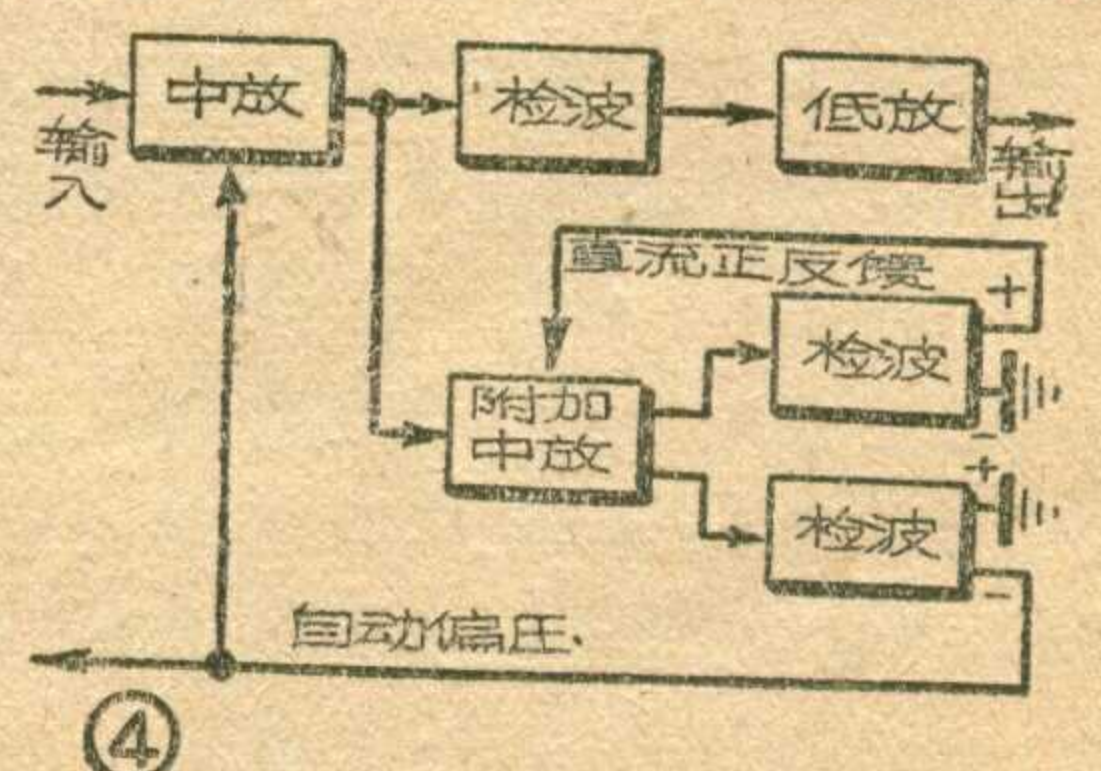 中放
检波
低放
输入
输出
直流正反馈
+
检波
附加
中放
-
+
检波
-
自动偏压.
④